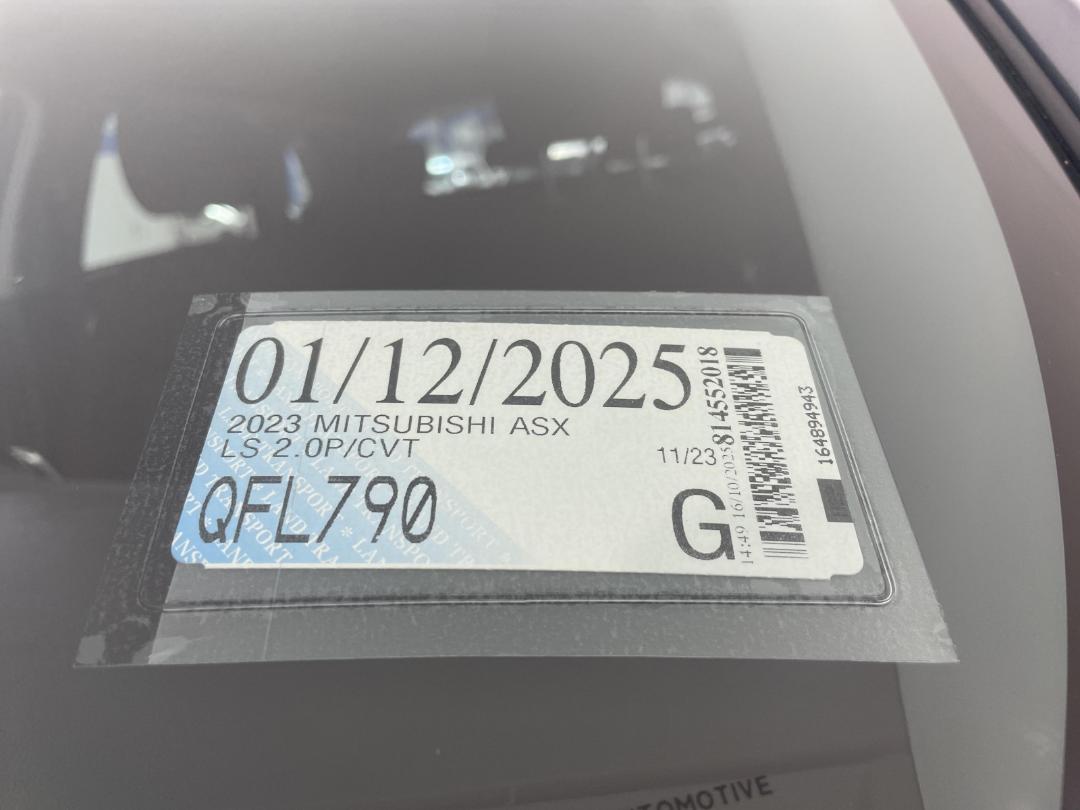 01/12/2025
2023 MITSUBISHI ASX
LS 2.0P/CVT
11/23
QFL790
G
14:49 16/10/2025 814552018
164894943